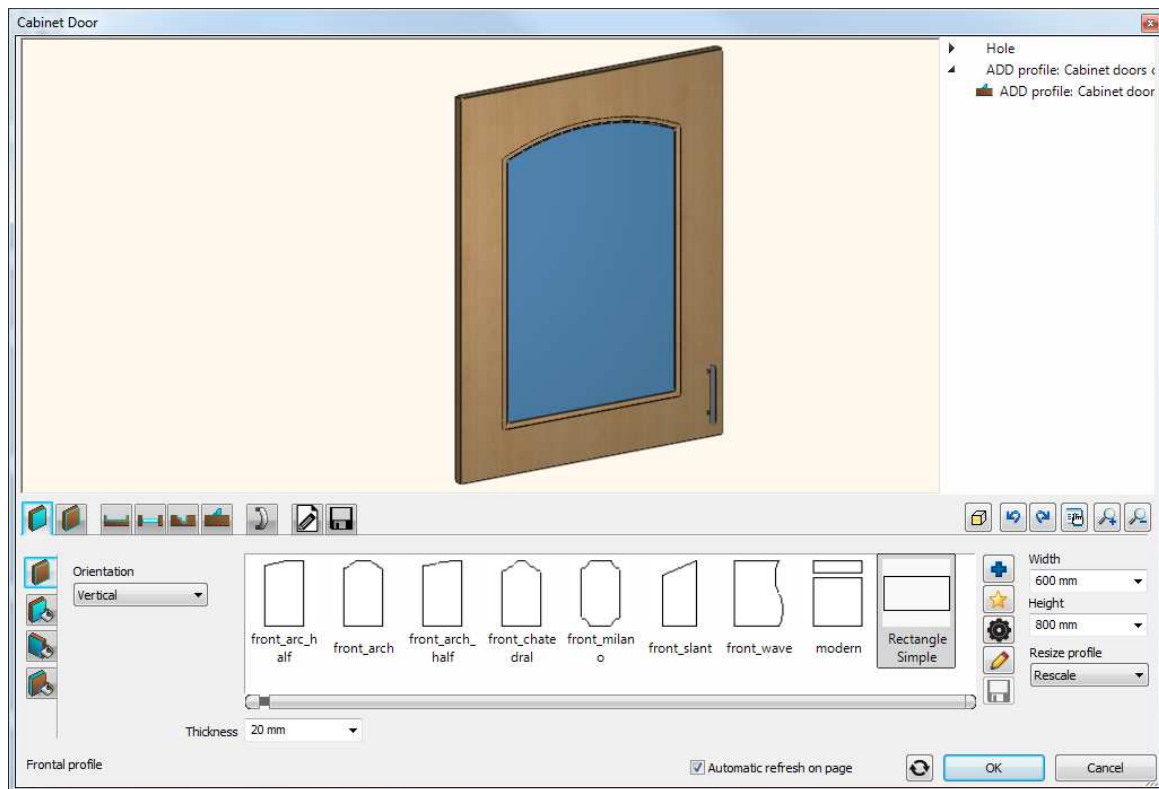 Cabinet Door
Hole
ADD profile: Cabinet doors
ADD profile: Cabinet door
Orientation
Vertical
front_arc_h
alf
front_arch
front_arch_
half
front_chate
dral
front_milan
o
front_slant
front_wave
modern
Rectangle
Simple
Width
600 mm
Height
800 mm
Resize profile
Rescale
Thickness
20 mm
Frontal profile
Automatic refresh on page
OK
Cancel